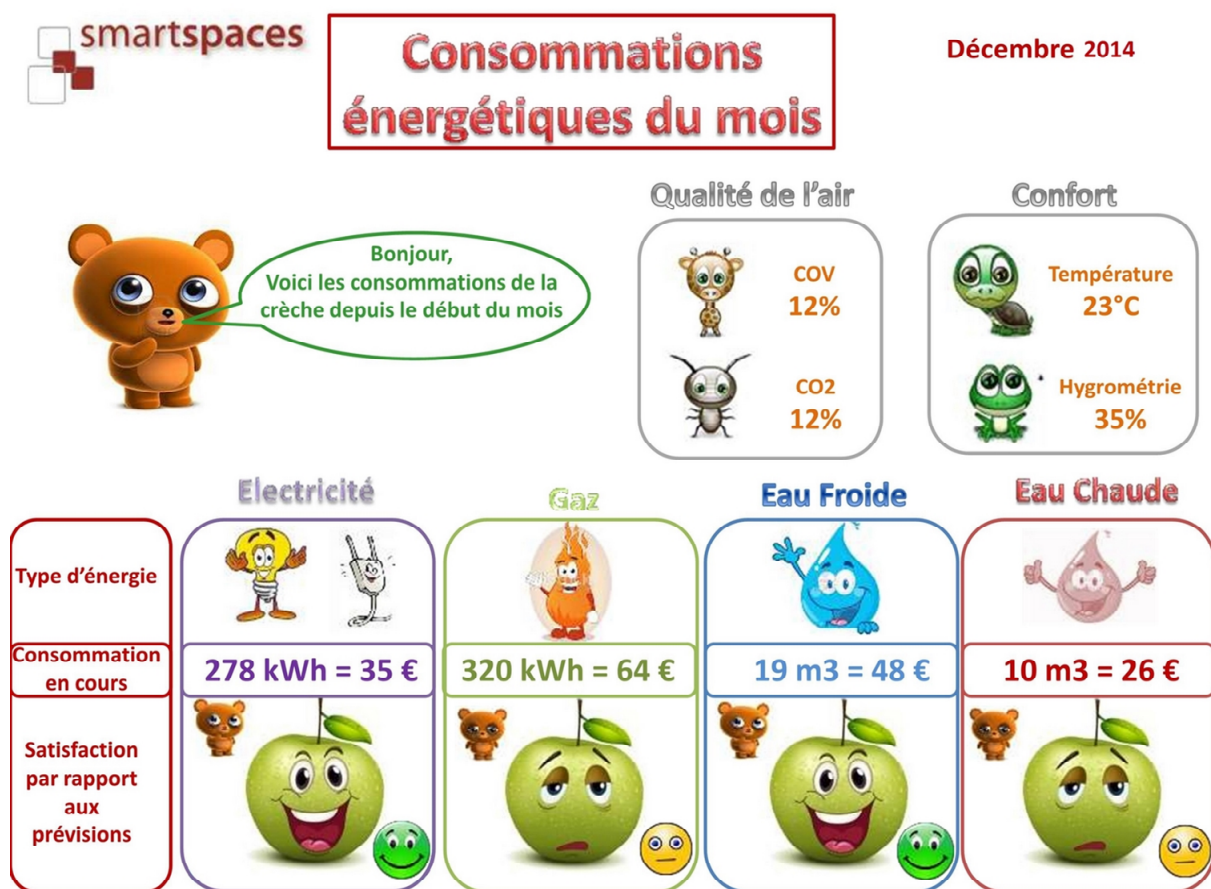 smartspaces
Consommations
énergétiques du mois
Décembre 2014
Bonjour,
Voici les consommations de la
crèche depuis le début du mois
Qualité de l'air
COV
12%
CO2
12%
Confort
Température
23°C
Hygrométrie
35%
Electricité
Gaz
Eau Froide
Eau Chaude
Type d'énergie
Consommation
en cours
278 kWh = 35 €
320 kWh = 64 €
19 m3 = 48 €
10 m3 = 26 €
Satisfaction
par rapport
aux
prévisions